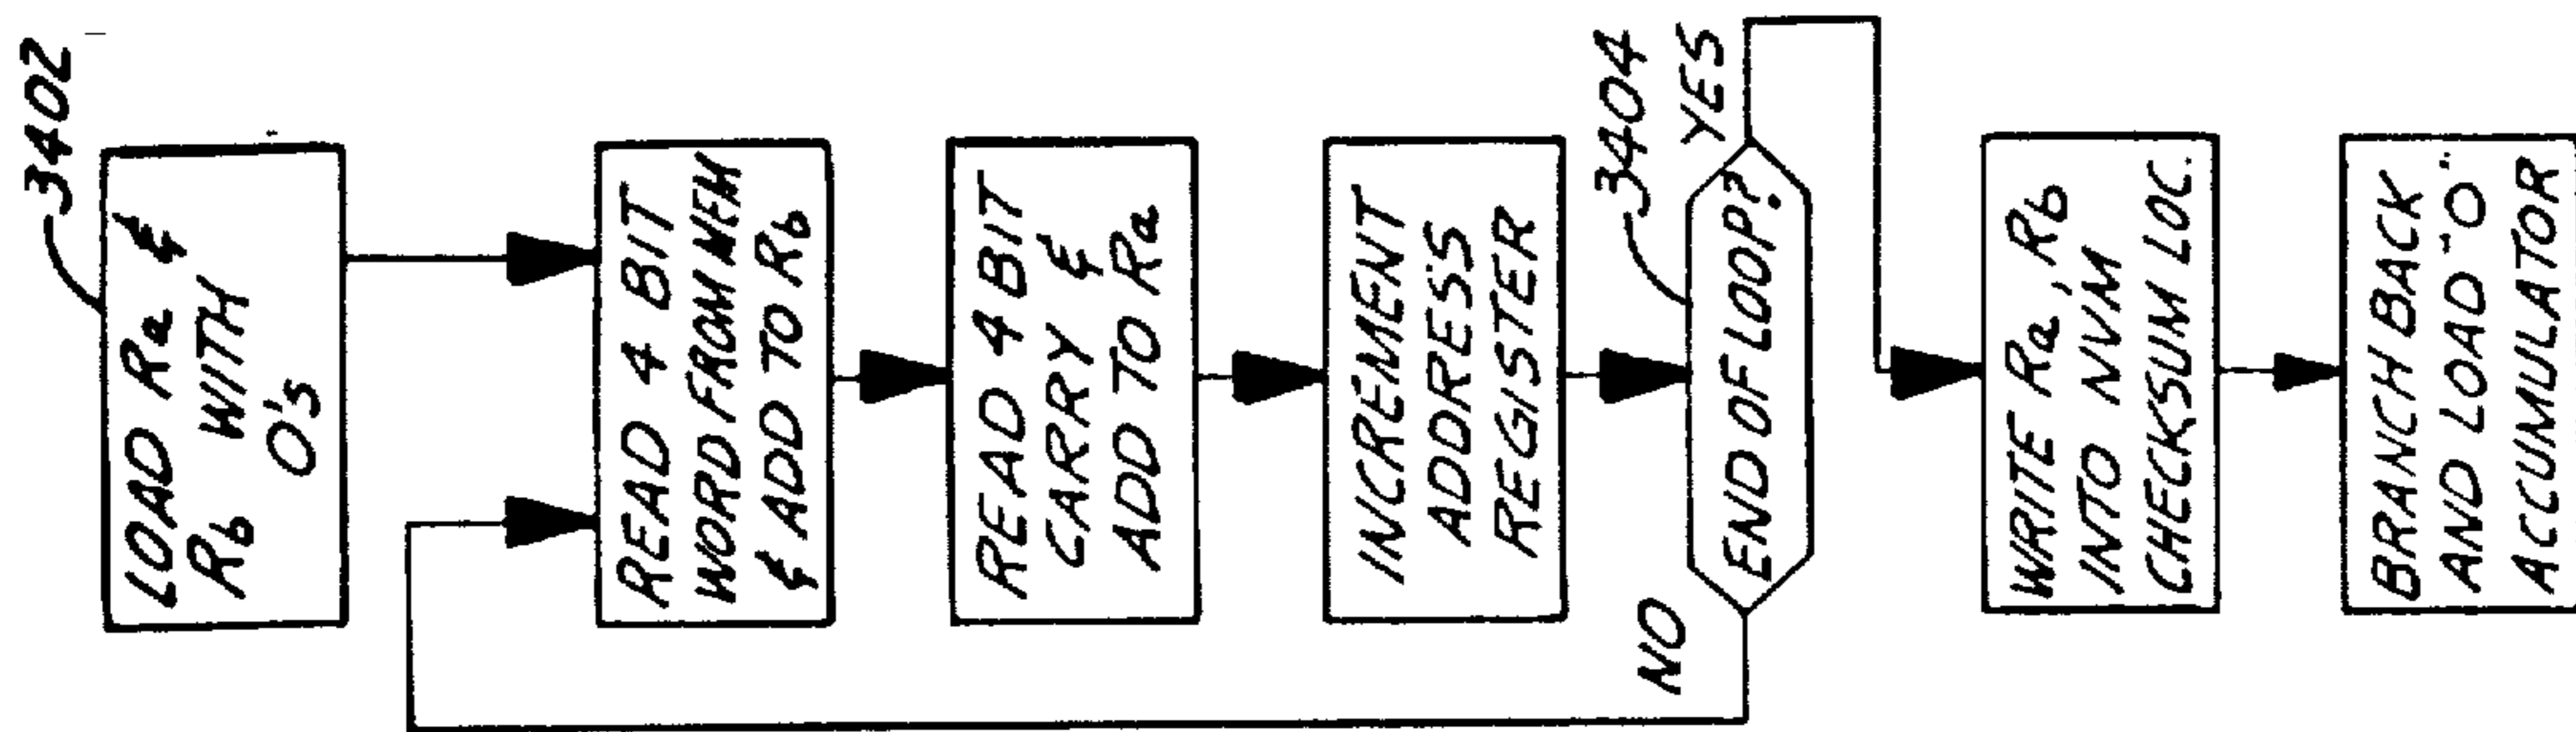 3402
LOAD Ra &
Rb WITH
O's
READ 4 BIT
WORD FROM MEM
& ADD TO Rb
READ 4 BIT
CARRY &
ADD TO Ra
INCREMENT
ADDRESS
REGISTER
3404
END OF LOOP?
YES
NO
WRITE Ra, Rb
INTO NVM
CHECKSUM LOC.
BRANCH BACK
AND LOAD "O"
ACCUMULATOR